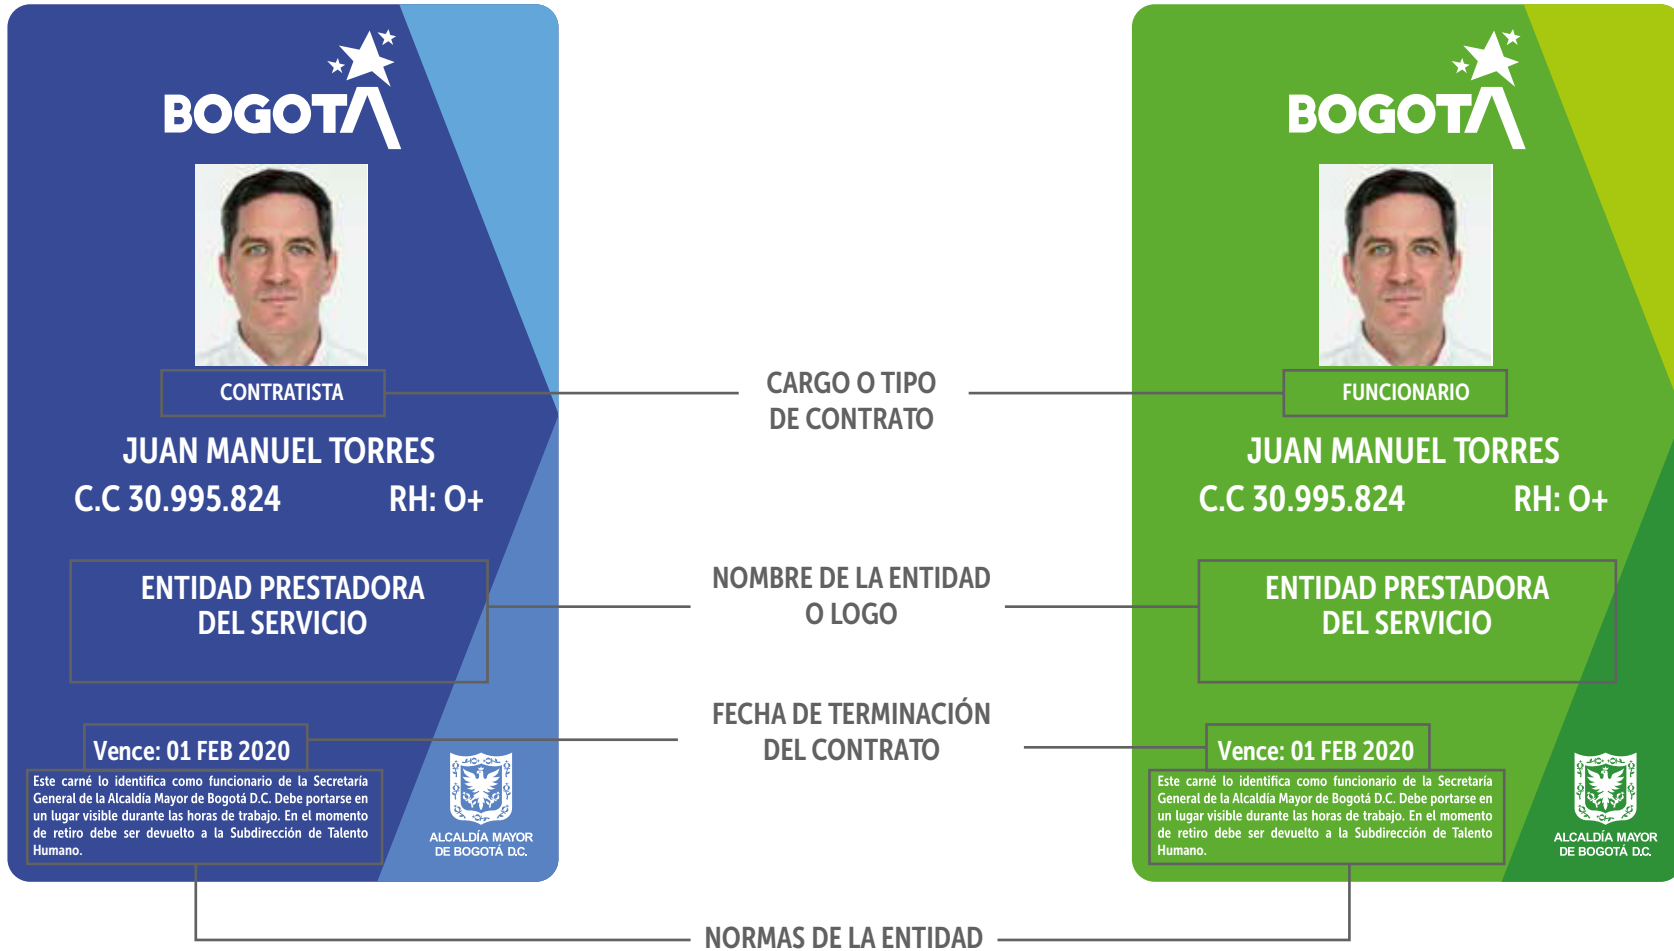 BOGOTÁ
CONTRATISTA
JUAN MANUEL TORRES
C.C 30.995.824 RH: O+
ENTIDAD PRESTADORA
DEL SERVICIO
Vence: 01 FEB 2020
Este carné lo identifica como funcionario de la Secretaría
General de la Alcaldía Mayor de Bogotá D.C. Debe portarse en
un lugar visible durante las horas de trabajo. En el momento
de retiro debe ser devuelto a la Subdirección de Talento
Humano.
ALCALDÍA MAYOR
DE BOGOTÁ D.C.
CARGO O TIPO
DE CONTRATO
NOMBRE DE LA ENTIDAD
O LOGO
FECHA DE TERMINACIÓN
DEL CONTRATO
NORMAS DE LA ENTIDAD
BOGOTÁ
FUNCIONARIO
JUAN MANUEL TORRES
C.C 30.995.824 RH: O+
ENTIDAD PRESTADORA
DEL SERVICIO
Vence: 01 FEB 2020
Este carné lo identifica como funcionario de la Secretaría
General de la Alcaldía Mayor de Bogotá D.C. Debe portarse en
un lugar visible durante las horas de trabajo. En el momento
de retiro debe ser devuelto a la Subdirección de Talento
Humano.
ALCALDÍA MAYOR
DE BOGOTÁ D.C.